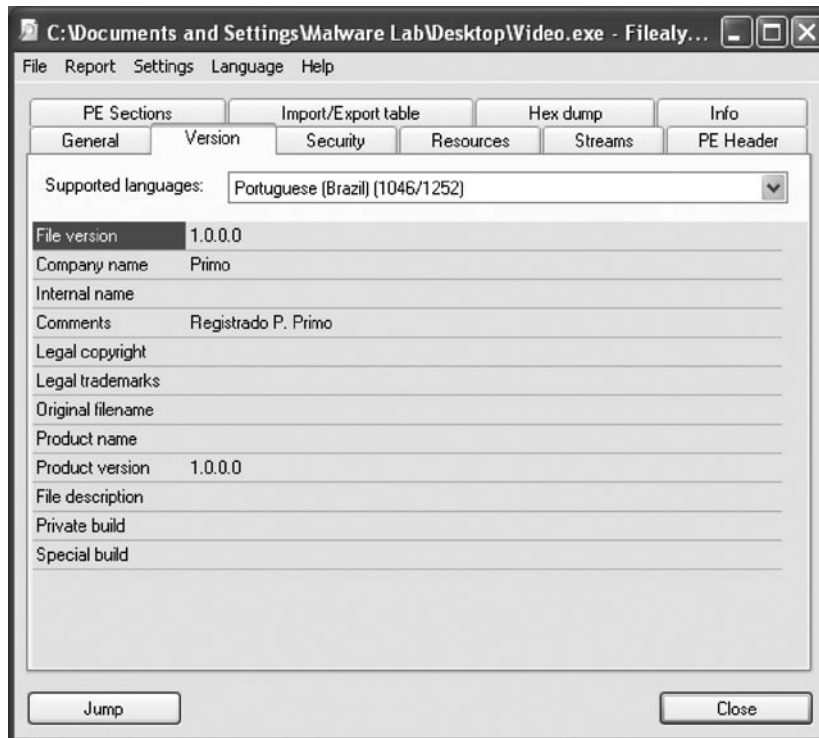 C:\Documents and Settings\Malware Lab\Desktop\Video.exe - Filealy...
File Report Settings Language Help
PE Sections Import/Export table Hex dump Info
General Version Security Resources Streams PE Header
Supported languages: Portuguese (Brazil) (1046/1252)
File version 1.0.0.0
Company name Primo
Internal name
Comments Registrado P. Primo
Legal copyright
Legal trademarks
Original filename
Product name
Product version 1.0.0.0
File description
Private build
Special build
Jump Close